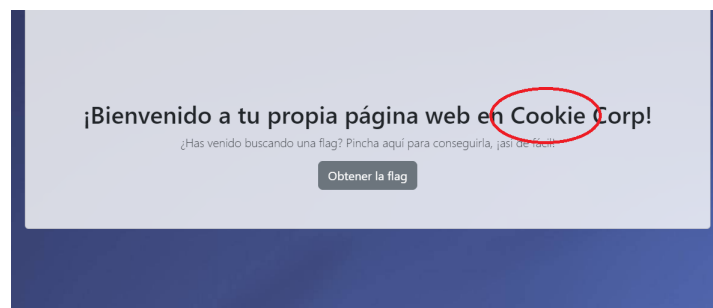 ¡Bienvenido a tu propia página web en Cookie Corp!
¿Has venido buscando una flag? Pincha aquí para conseguirla, ¡así de fácil!
Obtener la flag